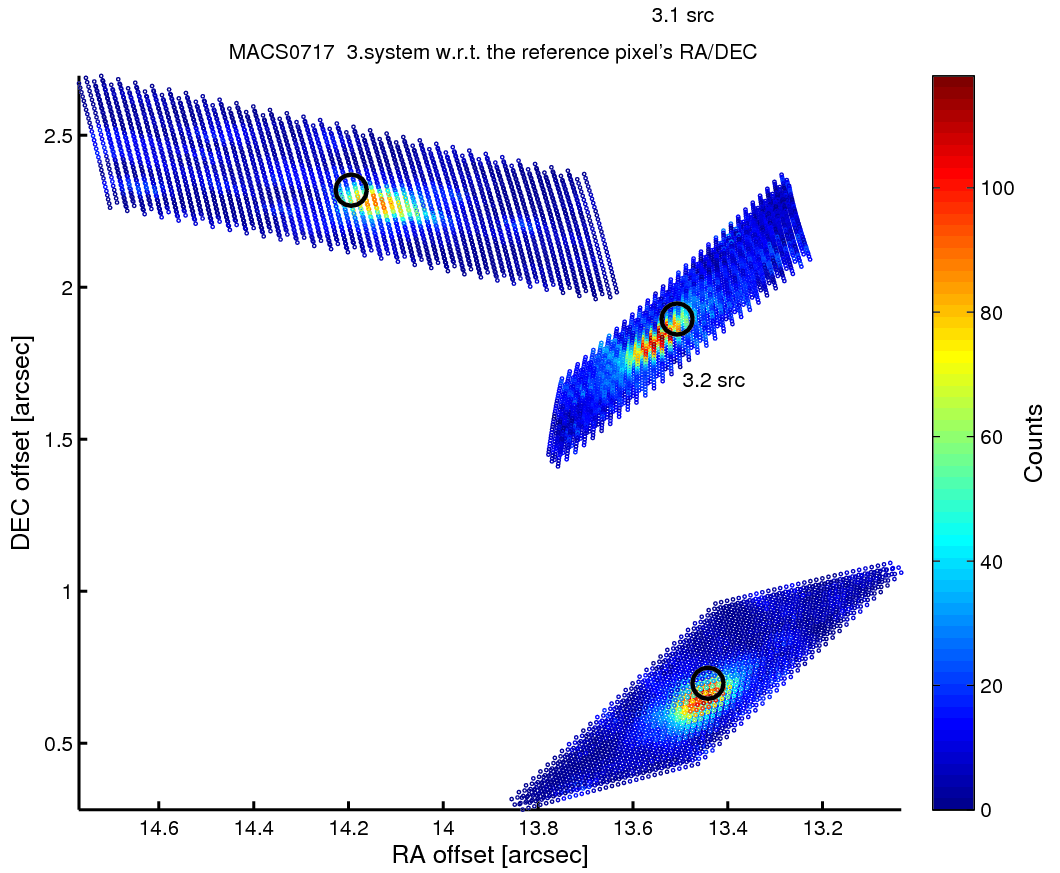 3.1 src
MACS0717 3.system w.r.t. the reference pixel's RA/DEC
2.5
2
1.5
1
0.5
DEC offset [arcsec]
3.2 src
14.6 14.4 14.2 14 13.8 13.6 13.4 13.2
RA offset [arcsec]
100
80
60
40
20
0
Counts